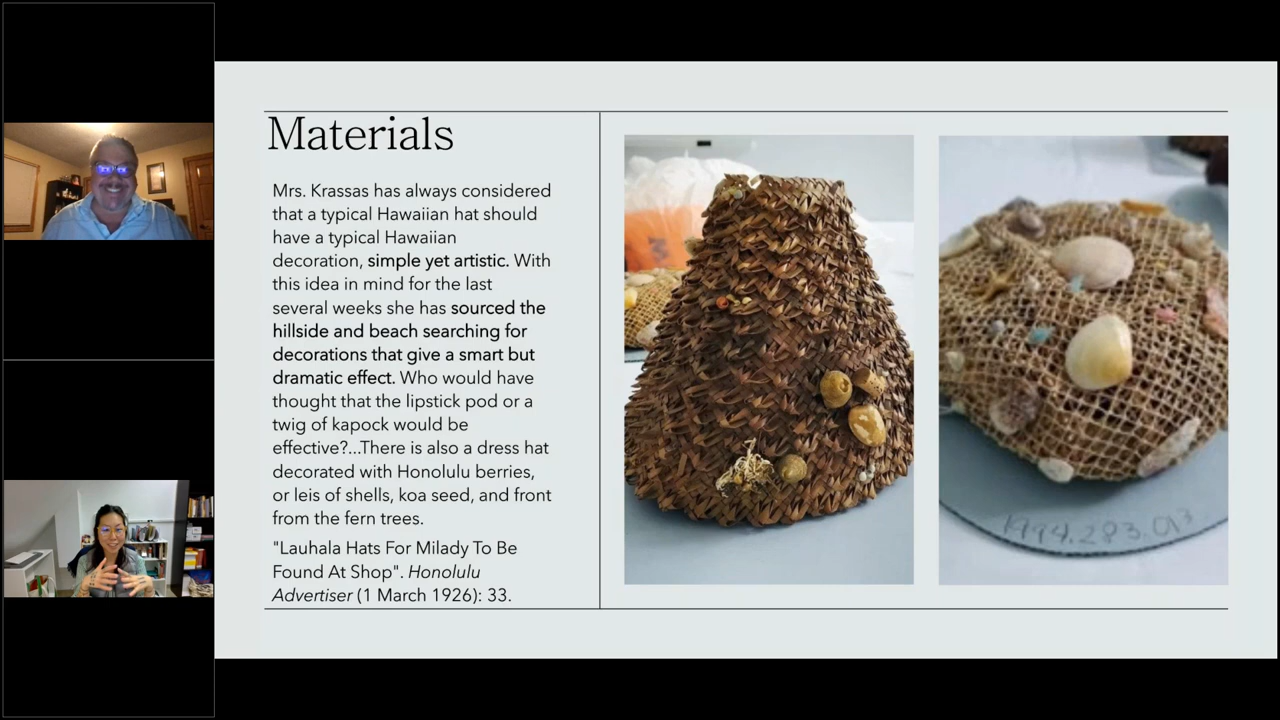 Materials
Mrs. Krassas has always considered
that a typical Hawaiian hat should
have a typical Hawaiian
decoration, simple yet artistic. With
this idea in mind for the last
several weeks she has sourced the
hillside and beach searching for
decorations that give a smart but
dramatic effect. Who would have
thought that the lipstick pod or a
twig of kapock would be
effective?...There is also a dress hat
decorated with Honolulu berries,
or leis of shells, koa seed, and front
from the fern trees.
"Lauhala Hats For Milady To Be
Found At Shop". Honolulu
Advertiser (1 March 1926): 33.
3
1994.283.013